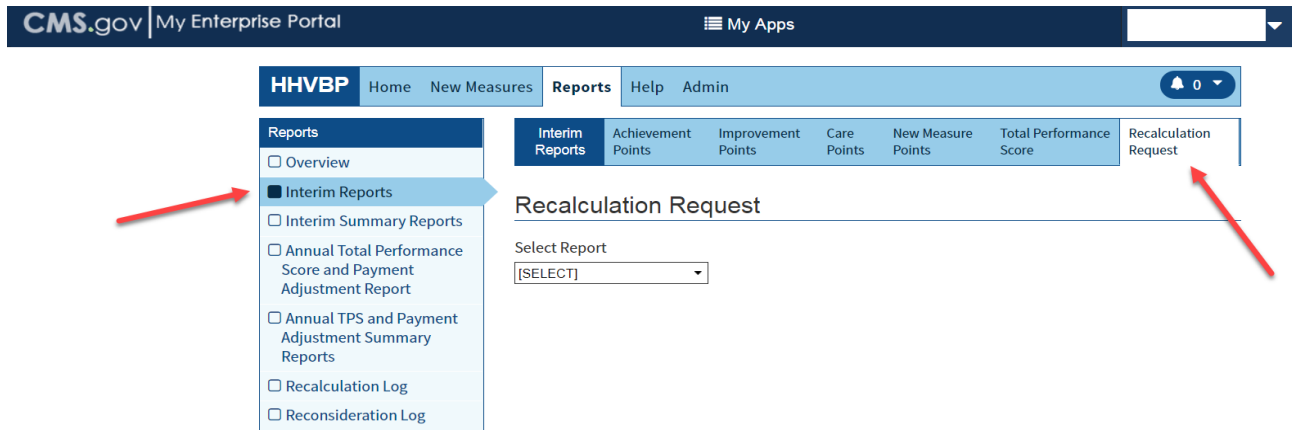 CMS.gov My Enterprise Portal
My Apps
HHVBP Home New Measures Reports Help Admin 0
Reports
Overview
Interim Reports
Interim Summary Reports
Annual Total Performance
Score and Payment
Adjustment Report
Annual TPS and Payment
Adjustment Summary
Reports
Recalculation Log
Reconsideration Log
Interim
Reports
Achievement
Points
Improvement
Points
Care
Points
New Measure
Points
Total Performance
Score
Recalculation
Request
Recalculation Request
Select Report
[SELECT]